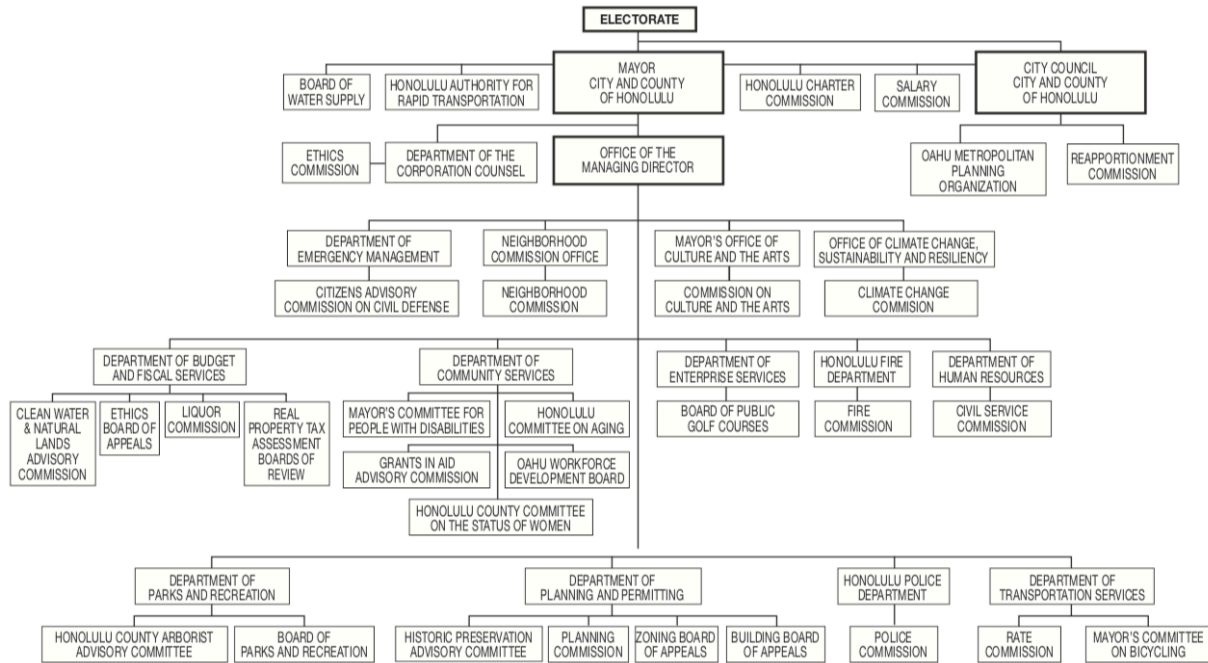 ELECTORATE
BOARD OF
WATER SUPPLY
HONOLULU AUTHORITY FOR
RAPID TRANSPORTATION
MAYOR
CITY AND COUNTY
OF HONOLULU
HONOLULU CHARTER
COMMISSION
SALARY
COMMISSION
CITY COUNCIL
CITY AND COUNTY
OF HONOLULU
ETHICS
COMMISSION
DEPARTMENT OF THE
CORPORATION COUNSEL
OFFICE OF THE
MANAGING DIRECTOR
OAHU METROPOLITAN
PLANNING
ORGANIZATION
REAPPORTIONMENT
COMMISSION
DEPARTMENT OF
EMERGENCY MANAGEMENT
NEIGHBORHOOD
COMMISSION OFFICE
MAYOR'S OFFICE OF
CULTURE AND THE ARTS
OFFICE OF CLIMATE CHANGE,
SUSTAINABILITY AND RESILIENCY
CITIZENS ADVISORY
COMMISSION ON CIVIL DEFENSE
NEIGHBORHOOD
COMMISSION
COMMISSION ON
CULTURE AND THE ARTS
CLIMATE CHANGE
COMMISION
DEPARTMENT OF BUDGET
AND FISCAL SERVICES
DEPARTMENT OF
COMMUNITY SERVICES
DEPARTMENT OF
ENTERPRISE SERVICES
HONOLULU FIRE
DEPARTMENT
DEPARTMENT OF
HUMAN RESOURCES
CLEAN WATER
& NATURAL
LANDS
ADVISORY
COMMISSION
ETHICS
BOARD OF
APPEALS
LIQUOR
COMMISSION
REAL
PROPERTY TAX
ASSESSMENT
BOARDS OF
REVIEW
MAYOR'S COMMITTEE FOR
PEOPLE WITH DISABILITIES
HONOLULU
COMMITTEE ON AGING
BOARD OF PUBLIC
GOLF COURSES
FIRE
COMMISSION
CIVIL SERVICE
COMMISSION
GRANTS IN AID
ADVISORY COMMISSION
OAHU WORKFORCE
DEVELOPMENT BOARD
HONOLULU COUNTY COMMITTEE
ON THE STATUS OF WOMEN
DEPARTMENT OF
PARKS AND RECREATION
DEPARTMENT OF
PLANNING AND PERMITTING
HONOLULU POLICE
DEPARTMENT
DEPARTMENT OF
TRANSPORTATION SERVICES
HONOLULU COUNTY ARBORIST
ADVISORY COMMITTEE
BOARD OF
PARKS AND RECREATION
HISTORIC PRESERVATION
ADVISORY COMMITTEE
PLANNING
COMMISSION
ZONING BOARD
OF APPEALS
BUILDING BOARD
OF APPEALS
POLICE
COMMISSION
RATE
COMMISSION
MAYOR'S COMMITTEE
ON BICYCLING